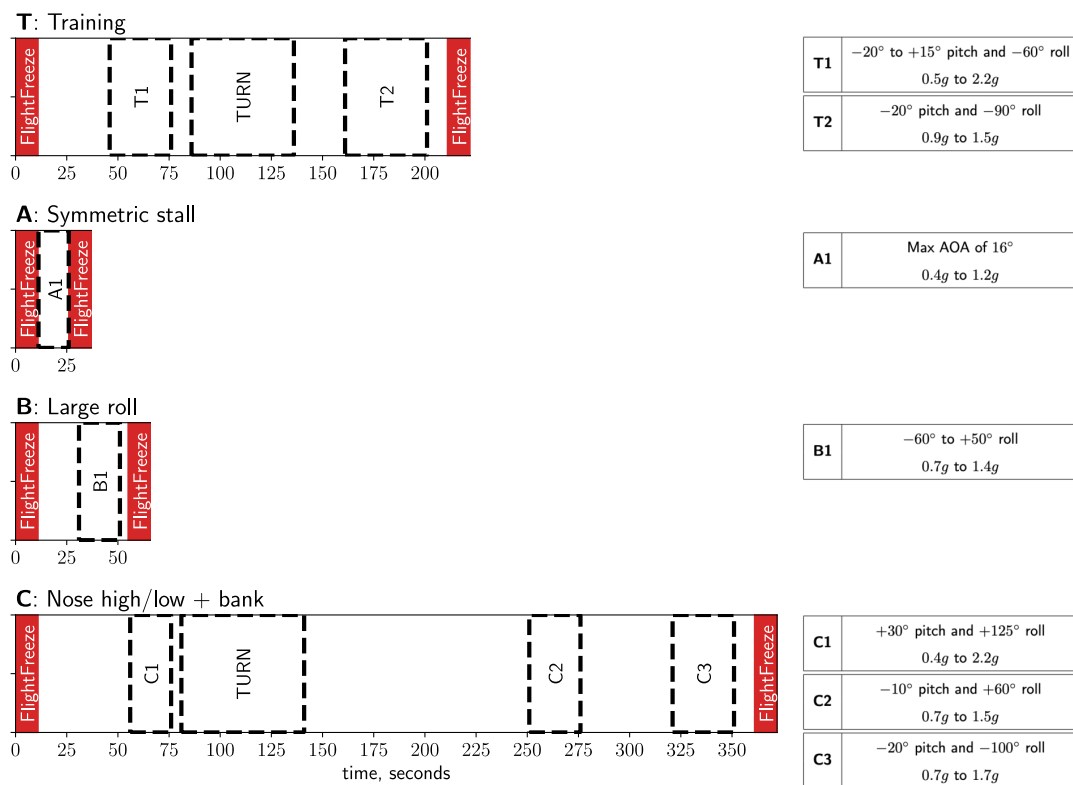 T: Training
FlightFreeze
T1
TURN
T2
FlightFreeze
0 25 50 75 100 125 150 175 200
T1
−20° to +15° pitch and −60° roll
0.5g to 2.2g
T2
−20° pitch and −90° roll
0.9g to 1.5g
A: Symmetric stall
FlightFreeze
A1
FlightFreeze
0 25
A1
Max AOA of 16°
0.4g to 1.2g
B: Large roll
FlightFreeze
B1
FlightFreeze
0 25 50
B1
−60° to +50° roll
0.7g to 1.4g
C: Nose high/low + bank
FlightFreeze
C1
TURN
C2
C3
FlightFreeze
0 25 50 75 100 125 150 175 200 225 250 275 300 325 350
time, seconds
C1
+30° pitch and +125° roll
0.4g to 2.2g
C2
−10° pitch and +60° roll
0.7g to 1.5g
C3
−20° pitch and −100° roll
0.7g to 1.7g